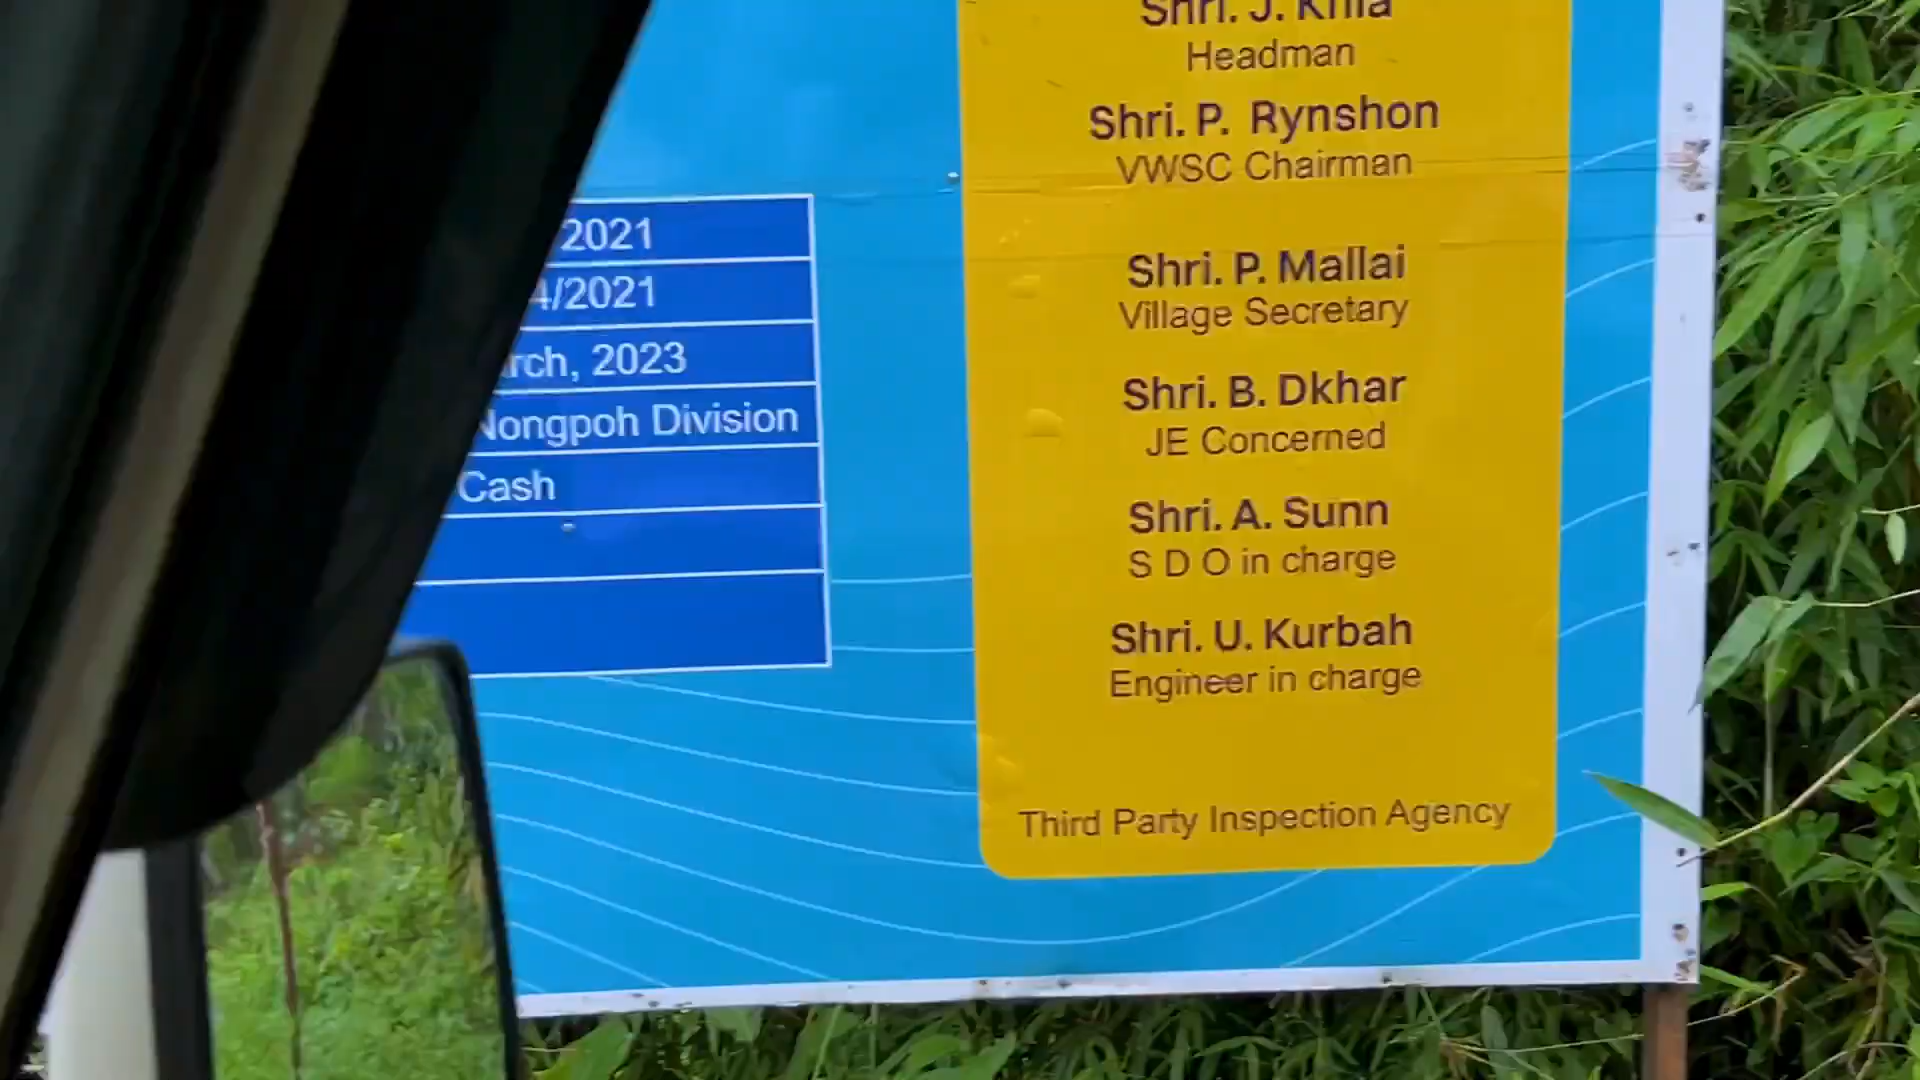 2021
4/2021
rch, 2023
Nongpoh Division
Cash
Shri. J. Khla
Headman
Shri. P. Rynshon
VWSC Chairman
Shri. P. Mallai
Village Secretary
Shri. B. Dkhar
JE Concerned
Shri. A. Sunn
S D O in charge
Shri. U. Kurbah
Engineer in charge
Third Party Inspection Agency